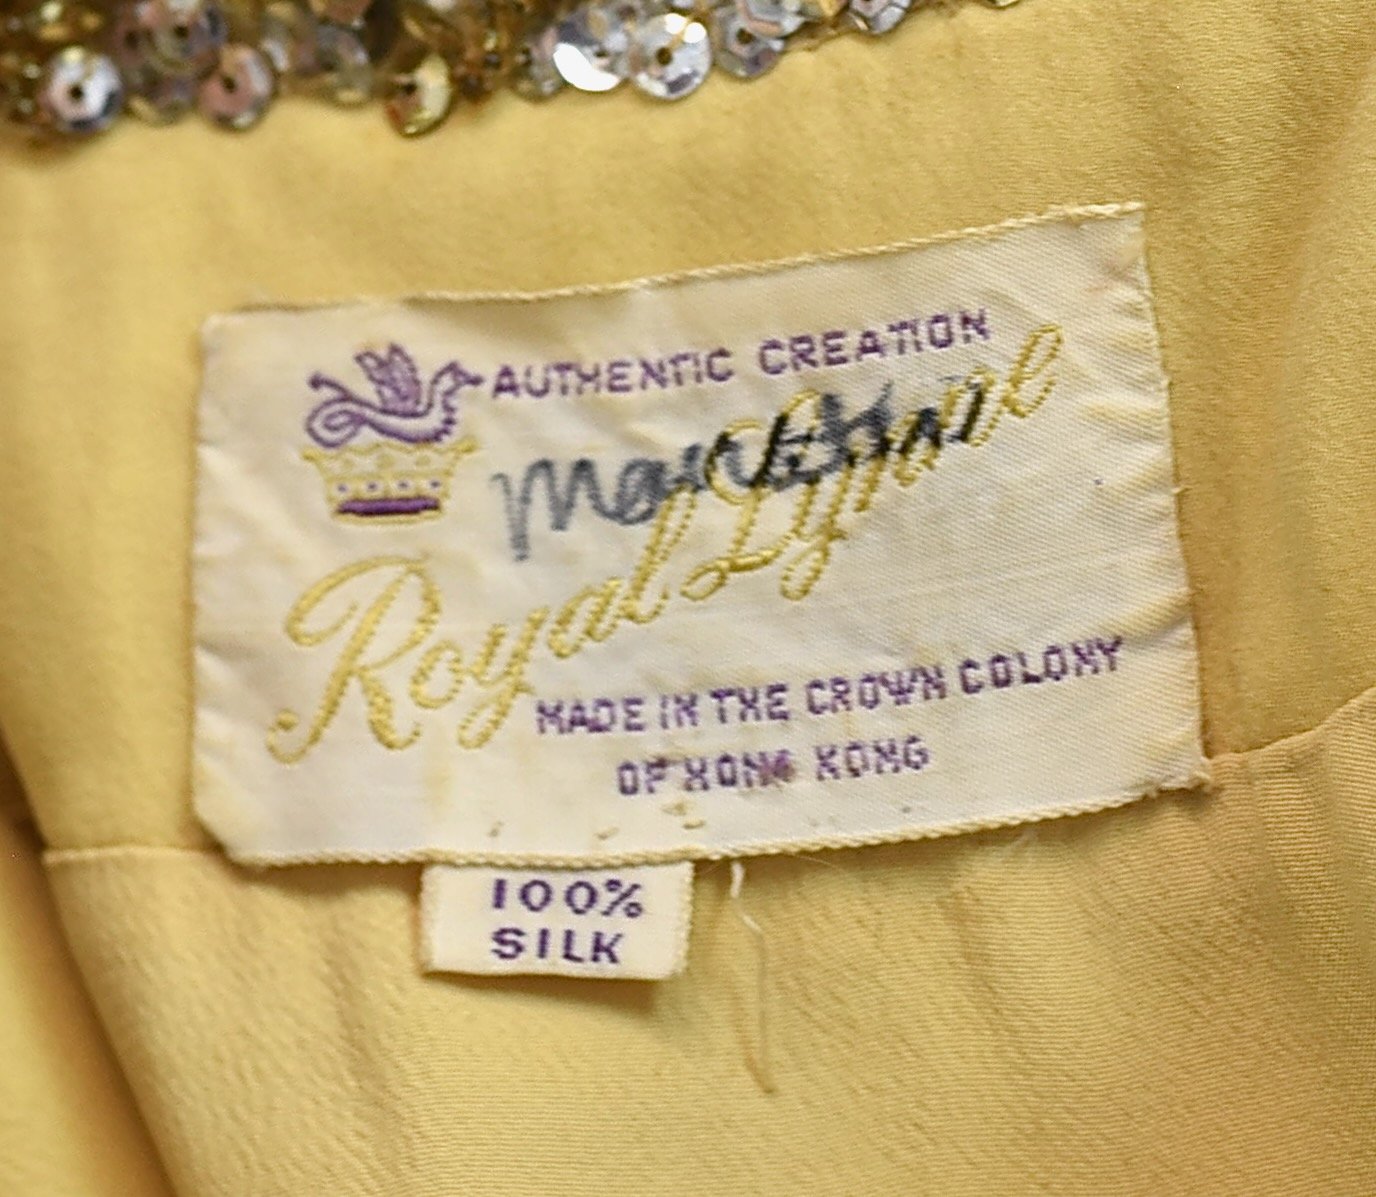 AUTHENTIC CREATION
Royal Lynne
MADE IN THE CROWN COLONY
OF HONG KONG
100%
SILK